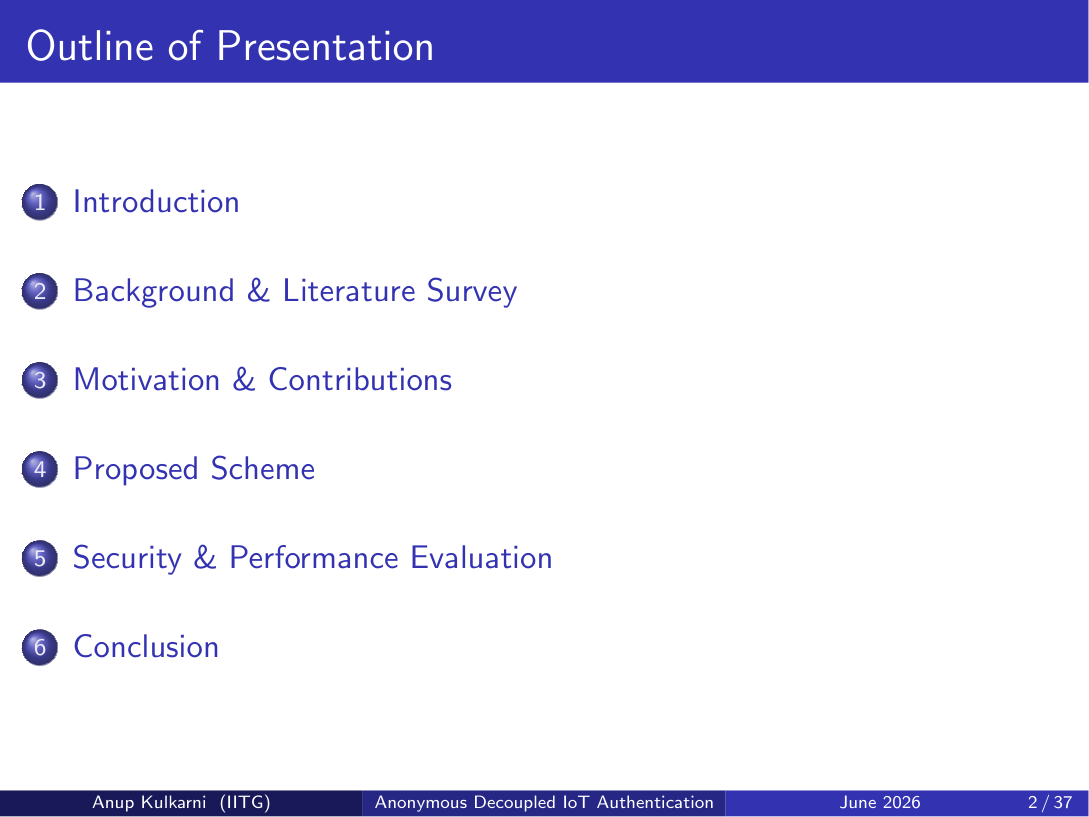 Outline of Presentation
1 Introduction
2 Background & Literature Survey
3 Motivation & Contributions
4 Proposed Scheme
5 Security & Performance Evaluation
6 Conclusion
Anup Kulkarni (IITG) Anonymous Decoupled IoT Authentication June 2026 2 / 37